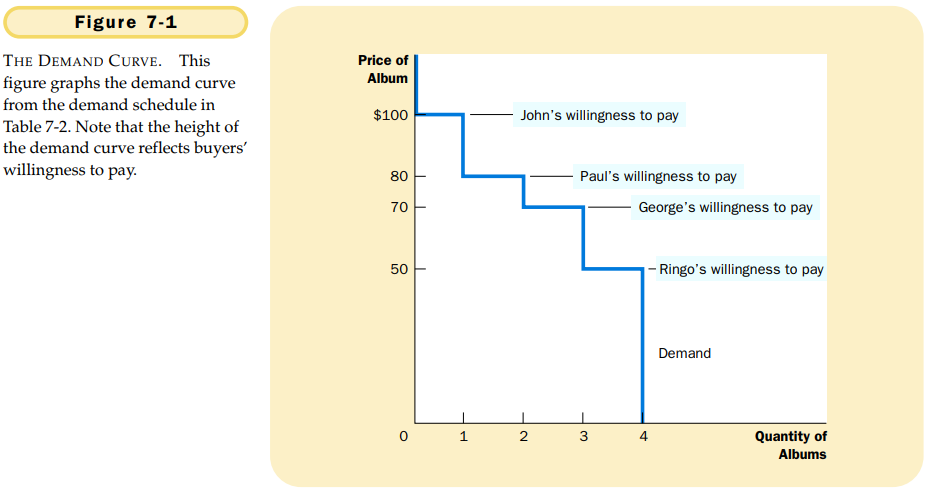 Figure 7-1
THE DEMAND CURVE. This
figure graphs the demand curve
from the demand schedule in
Table 7-2. Note that the height of
the demand curve reflects buyers’
willingness to pay.
Price of
Album
$100
John’s willingness to pay
80
Paul’s willingness to pay
70
George’s willingness to pay
50
Ringo’s willingness to pay
Demand
0 1 2 3 4
Quantity of
Albums